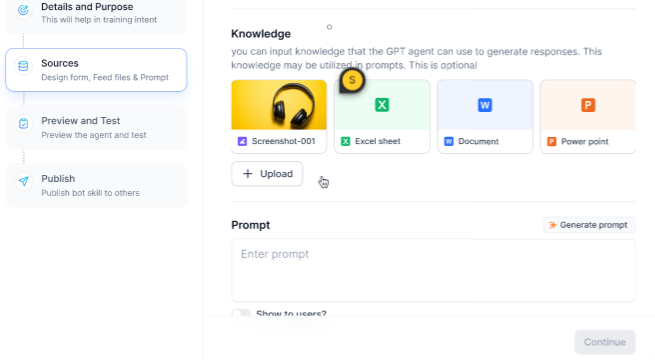 Details and Purpose
This will help in training intent
Sources
Design form, Feed files & Prompt
Preview and Test
Preview the agent and test
Publish
Publish bot skill to others
Knowledge
you can input knowledge that the GPT agent can use to generate responses. This
knowledge may be utilized in prompts. This is optional
S
X
W
P
Screenshot-001
X
Excel sheet
W
Document
P
Power point
+ Upload
Prompt
Generate prompt
Enter prompt
Show to users?
Continue